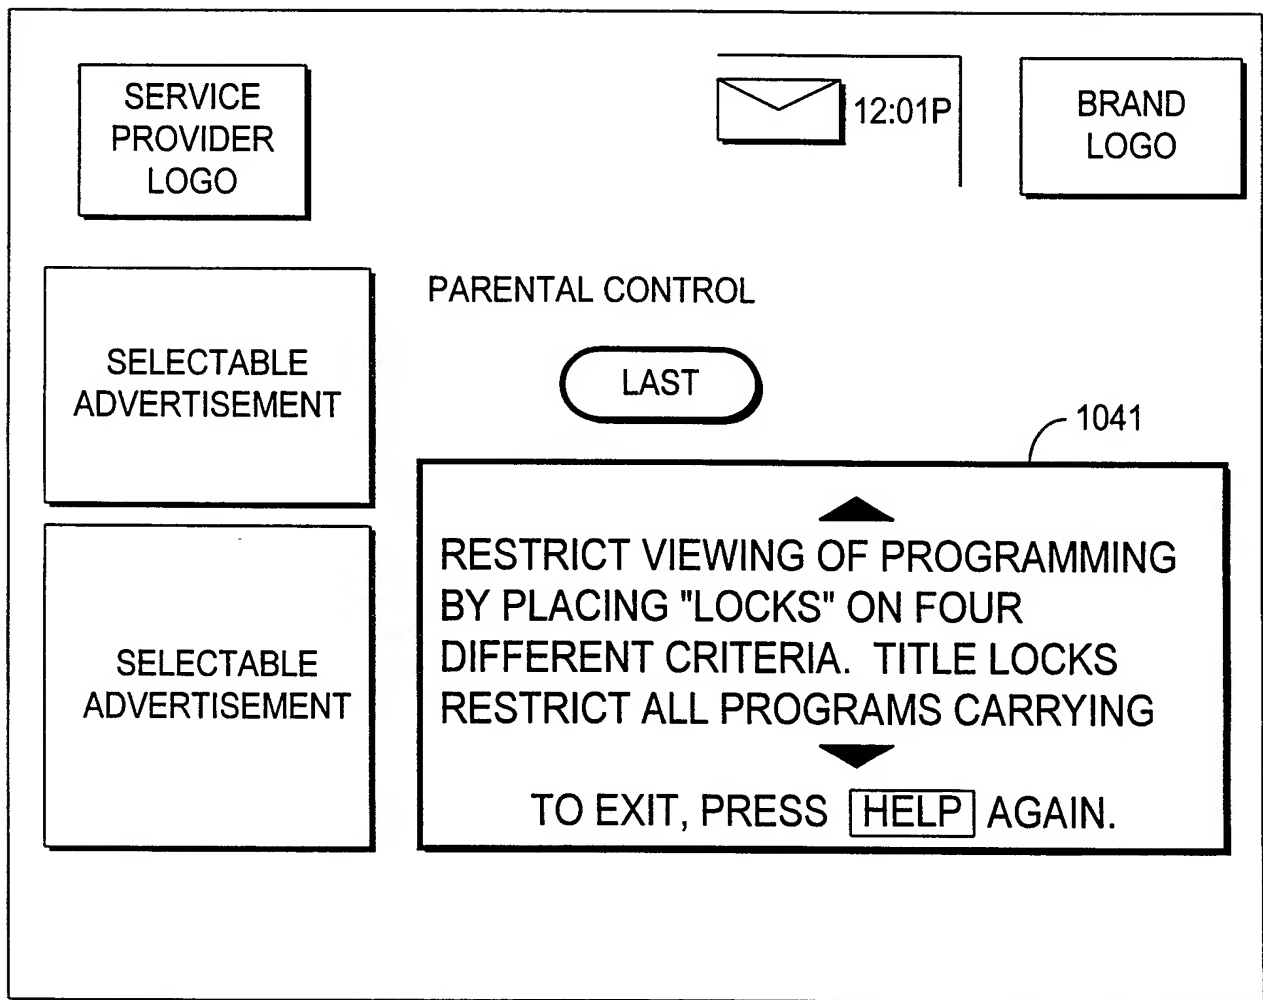 SERVICE
PROVIDER
LOGO
12:01P
BRAND
LOGO
SELECTABLE
ADVERTISEMENT
PARENTAL CONTROL
LAST
1041
RESTRICT VIEWING OF PROGRAMMING
BY PLACING "LOCKS" ON FOUR
DIFFERENT CRITERIA. TITLE LOCKS
RESTRICT ALL PROGRAMS CARRYING
TO EXIT, PRESS HELP AGAIN.
SELECTABLE
ADVERTISEMENT